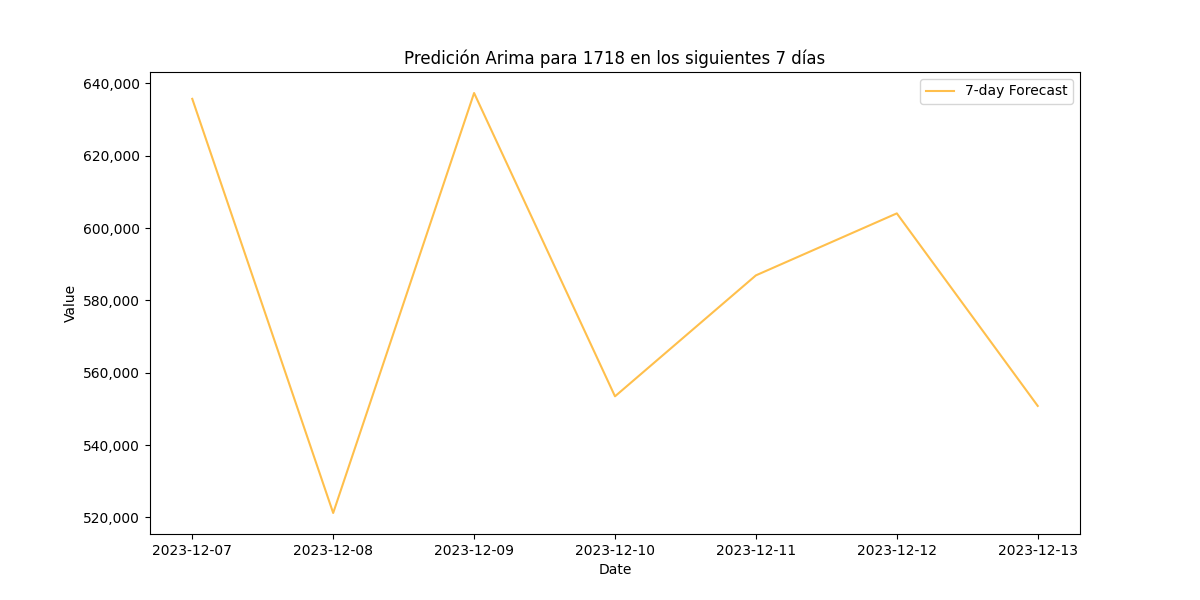 Predición Arima para 1718 en los siguientes 7 días
7-day Forecast
640,000
620,000
600,000
580,000
560,000
540,000
520,000
Value
2023-12-07 2023-12-08 2023-12-09 2023-12-10 2023-12-11 2023-12-12 2023-12-13
Date